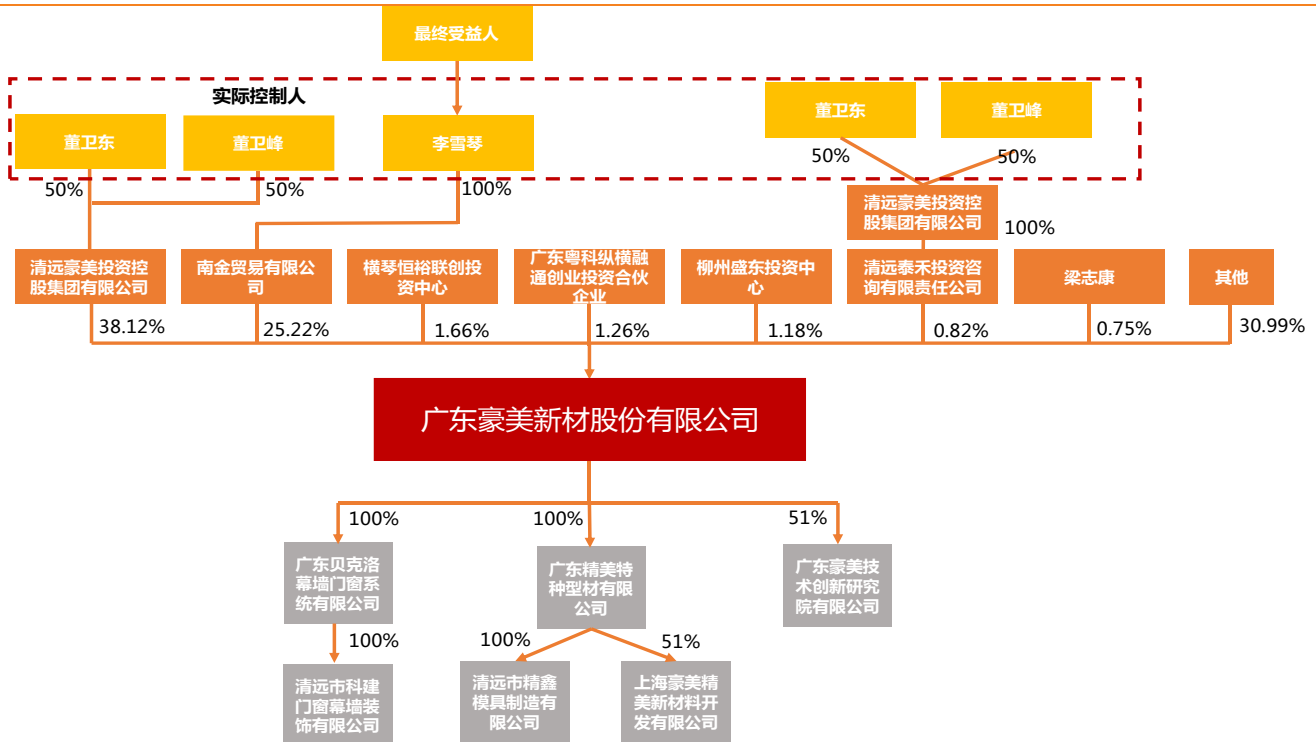 最终受益人
实际控制人
董卫东
董卫峰
李雪琴
董卫东
董卫峰
50%
50%
100%
50%
50%
清远豪美投资控
股集团有限公司
100%
清远豪美投资控
股集团有限公司
南金贸易有限公
司
横琴恒裕联创投
资中心
广东粤科纵横融
通创业投资合伙
企业
柳州盛东投资中
心
清远泰禾投资咨
询有限责任公司
梁志康
其他
38.12%
25.22%
1.66%
1.26%
1.18%
0.82%
0.75%
30.99%
广东豪美新材股份有限公司
100%
100%
51%
广东贝克洛
幕墙门窗系
统有限公司
广东精美特
种型材有限
公司
广东豪美技
术创新研究
院有限公司
100%
100%
51%
清远市科建
门窗幕墙装
饰有限公司
清远市精鑫
模具制造有
限公司
上海豪美精
美新材料开
发有限公司